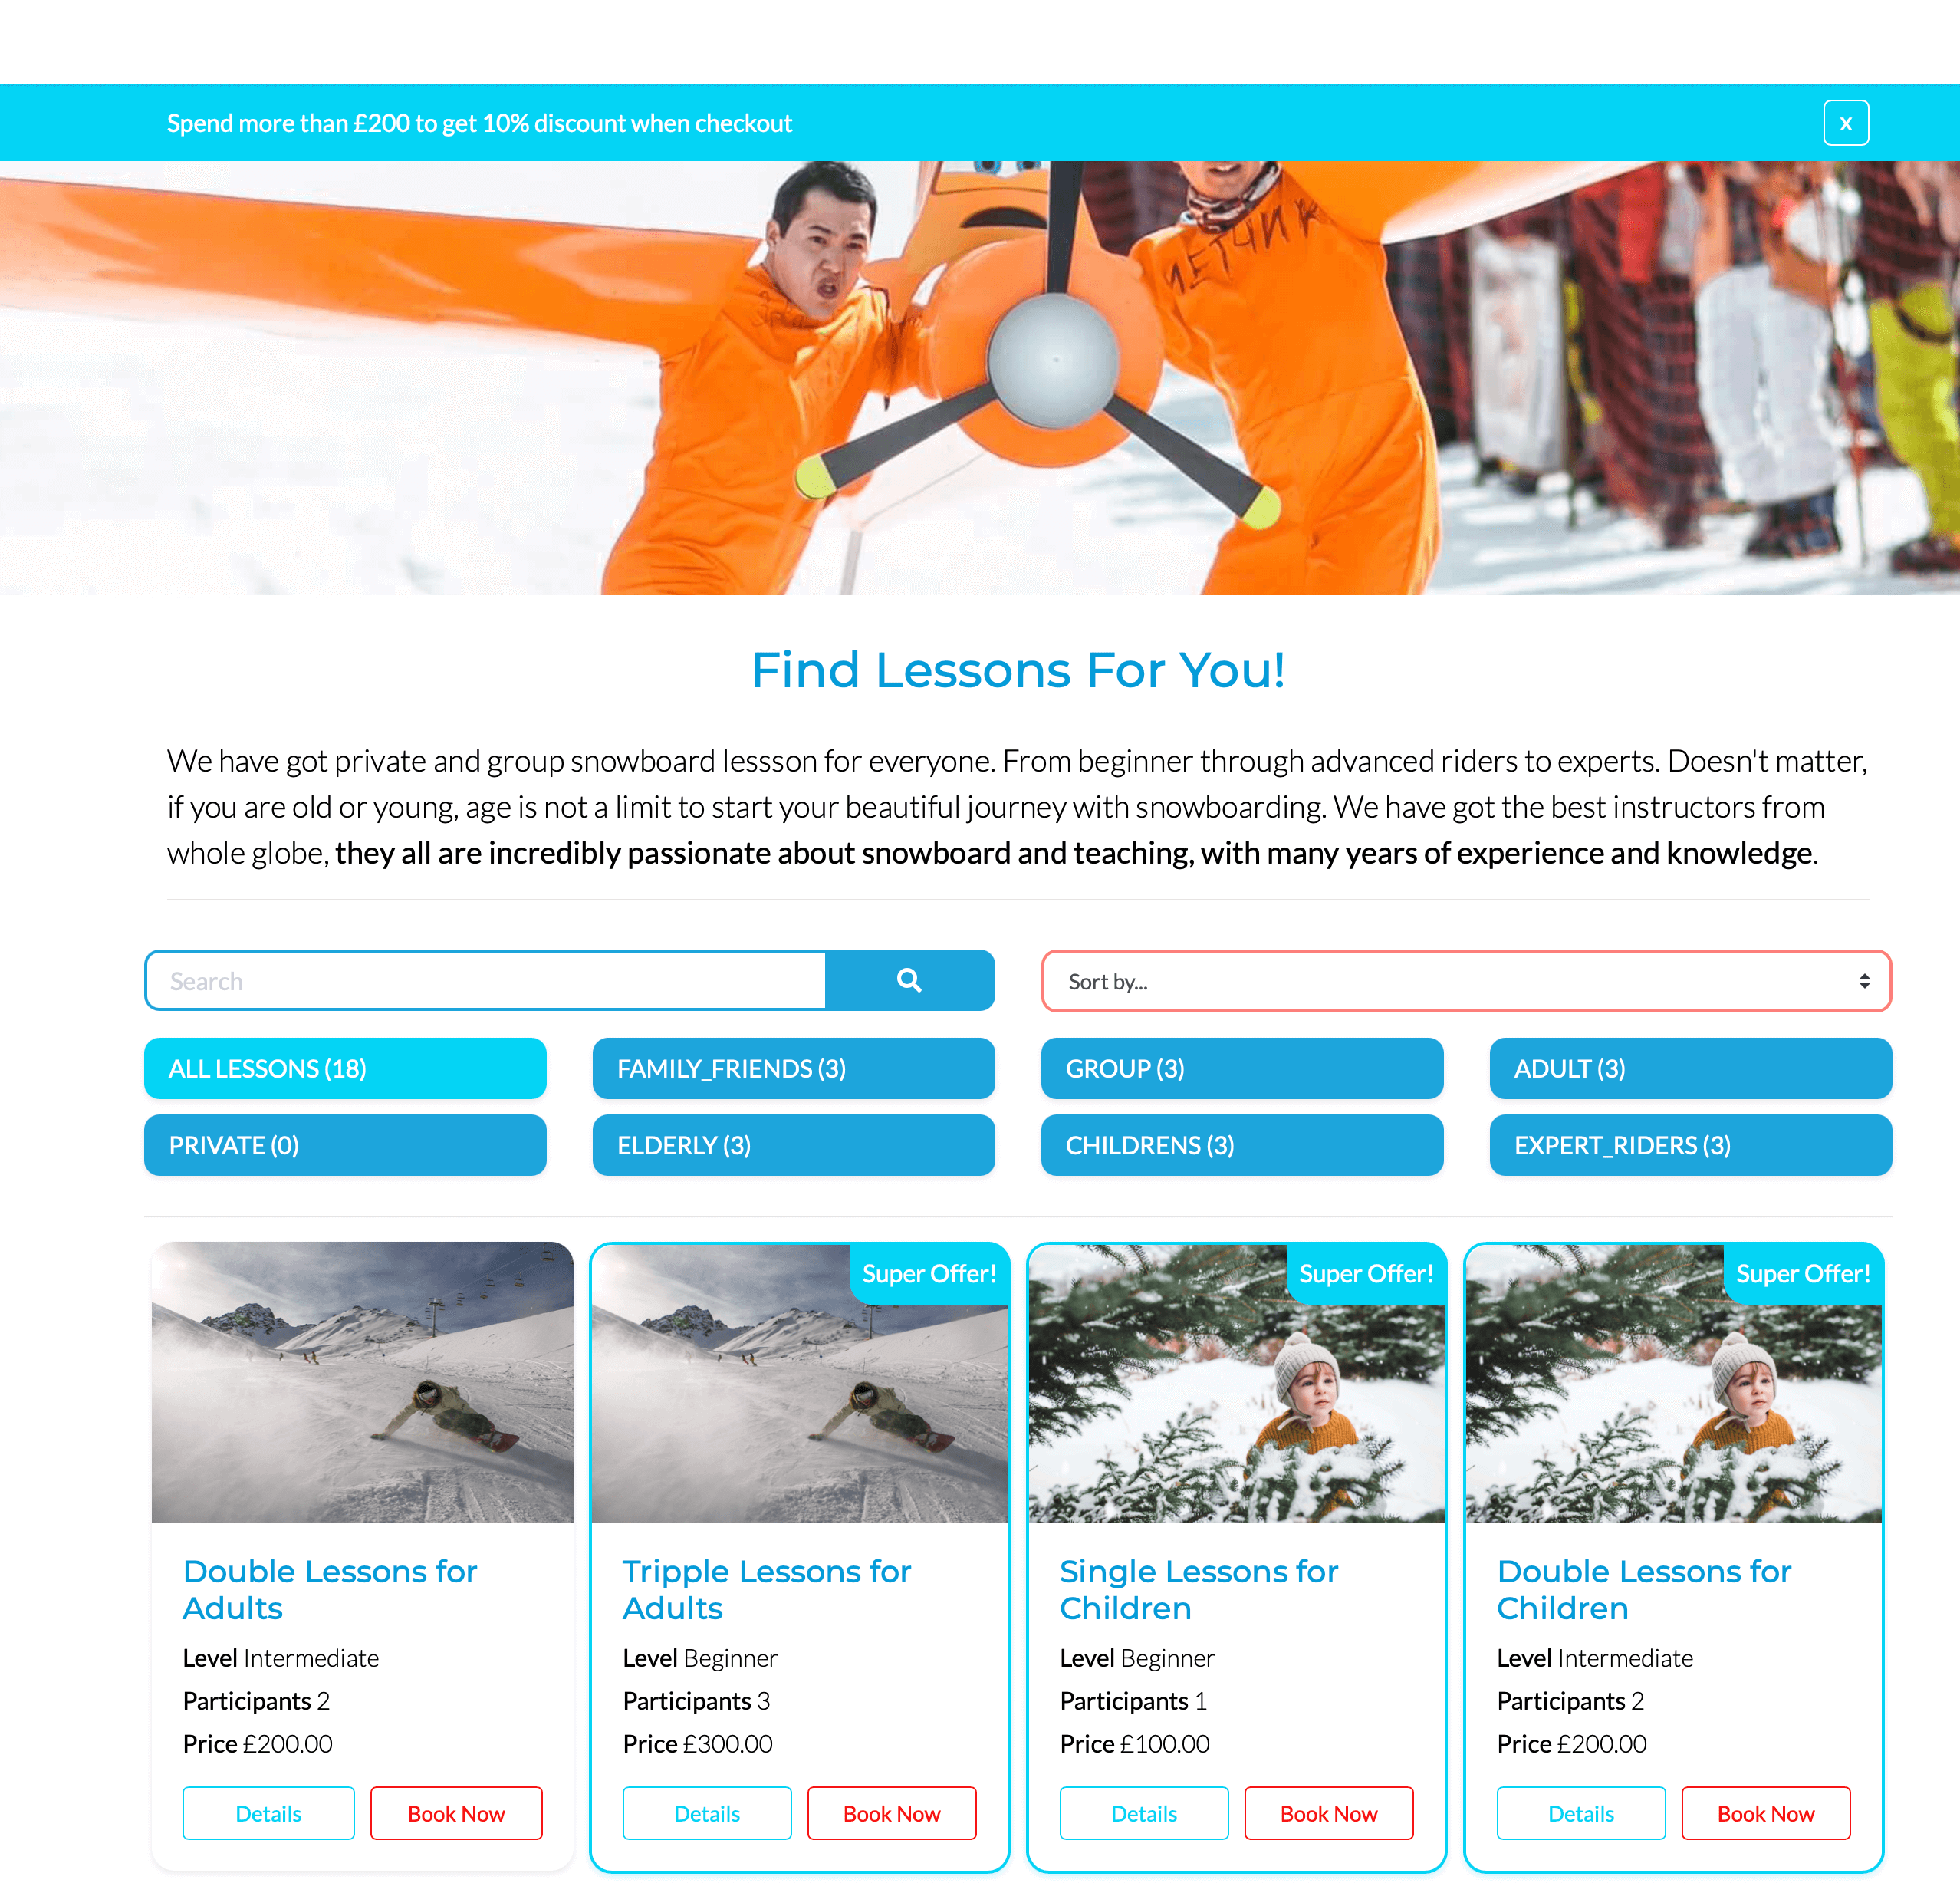 Spend more than £200 to get 10% discount when checkout
x
ЛЕТЧИК
Find Lessons For You!
We have got private and group snowboard lessson for everyone. From beginner through advanced riders to experts. Doesn't matter,
if you are old or young, age is not a limit to start your beautiful journey with snowboarding. We have got the best instructors from
whole globe, they all are incredibly passionate about snowboard and teaching, with many years of experience and knowledge.
Search
Sort by...
ALL LESSONS (18)
FAMILY_FRIENDS (3)
GROUP (3)
ADULT (3)
PRIVATE (0)
ELDERLY (3)
CHILDRENS (3)
EXPERT_RIDERS (3)
Super Offer!
Super Offer!
Super Offer!
Double Lessons for
Adults
Level Intermediate
Participants 2
Price £200.00
Details
Book Now
Tripple Lessons for
Adults
Level Beginner
Participants 3
Price £300.00
Details
Book Now
Single Lessons for
Children
Level Beginner
Participants 1
Price £100.00
Details
Book Now
Double Lessons for
Children
Level Intermediate
Participants 2
Price £200.00
Details
Book Now